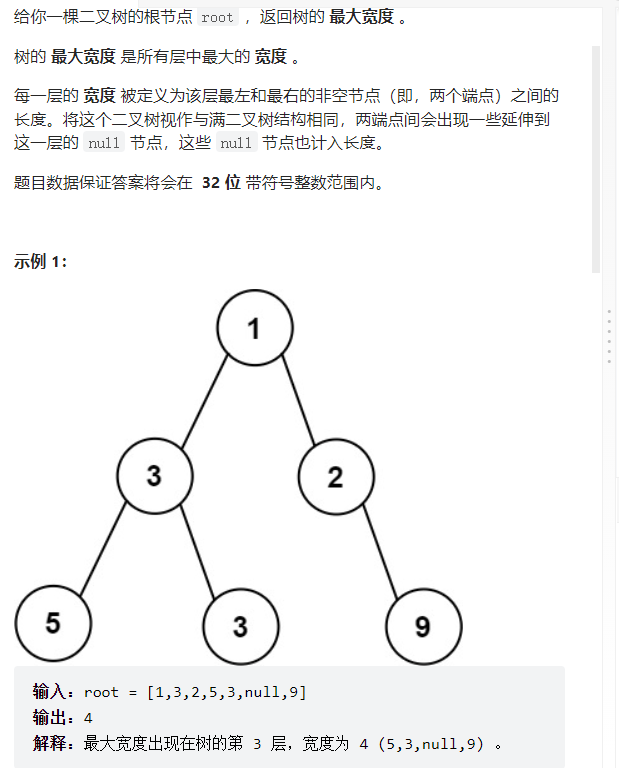 给你一棵二叉树的根节点 root ，返回树的 最大宽度 。
树的 最大宽度 是所有层中最大的 宽度 。
每一层的 宽度 被定义为该层最左和最右的非空节点（即，两个端点）之间的
长度。将这个二叉树视作与满二叉树结构相同，两端点间会出现一些延伸到
这一层的 null 节点，这些 null 节点也计入长度。
题目数据保证答案将会在 32 位 带符号整数范围内。
示例 1：
1
3
2
5
3
9
输入：root = [1,3,2,5,3,null,9]
输出：4
解释：最大宽度出现在树的第 3 层，宽度为 4 (5,3,null,9) 。